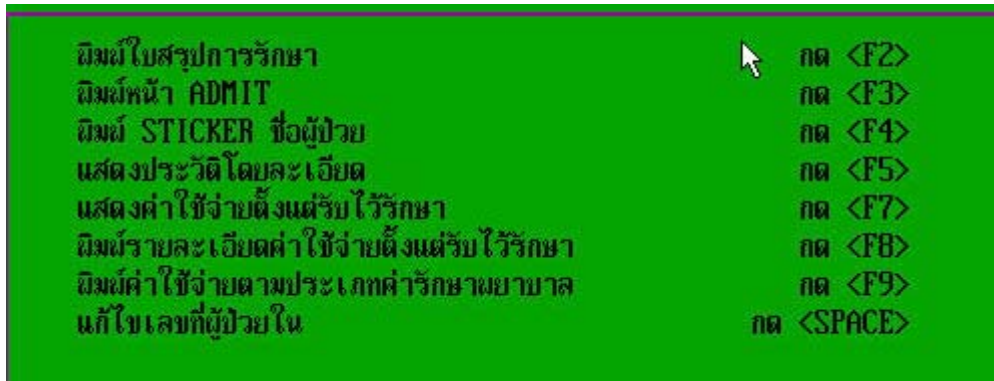 พิมพ์ใบสรุปการรักษา กด <F2>
พิมพ์หน้า ADMIT กด <F3>
พิมพ์ STICKER ชื่อผู้ป่วย กด <F4>
แสดงประวัติโดยละเอียด กด <F5>
แสดงค่าใช้จ่ายตั้งแต่รับไว้รักษา กด <F7>
พิมพ์รายละเอียดค่าใช้จ่ายตั้งแต่รับไว้รักษา กด <F8>
พิมพ์ค่าใช้จ่ายตามประเภทค่ารักษาพยาบาล กด <F9>
แก้ไขเลขที่ผู้ป่วยใน กด <SPACE>